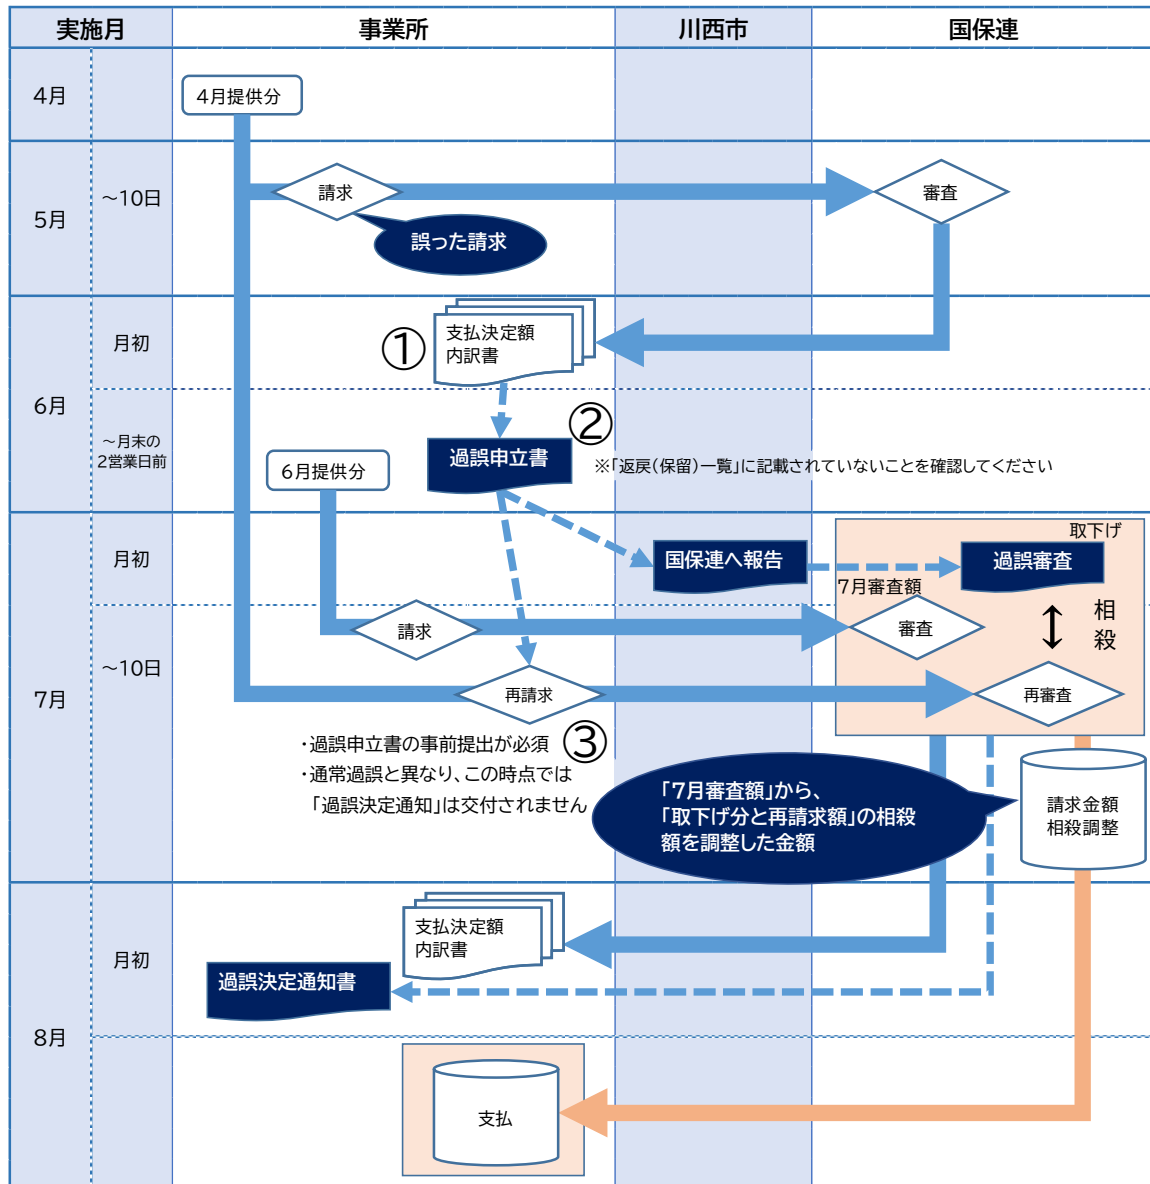 実施月
事業所
川西市
国保連
4月
4月提供分
5月
~10日
請求
審査
誤った請求
6月
月初
①
支払決定額
内訳書
~月末の
2営業日前
②
過誤申立書
※「返戻(保留)一覧」に記載されていないことを確認してください
6月提供分
7月
月初
国保連へ報告
取下げ
過誤審査
7月審査額
~10日
請求
審査
相
殺
再請求
再審査
③
・過誤申立書の事前提出が必須
・通常過誤と異なり、この時点では
「過誤決定通知」は交付されません
「7月審査額」から、
「取下げ分と再請求額」の相殺
額を調整した金額
請求金額
相殺調整
8月
月初
支払決定額
内訳書
過誤決定通知書
支払